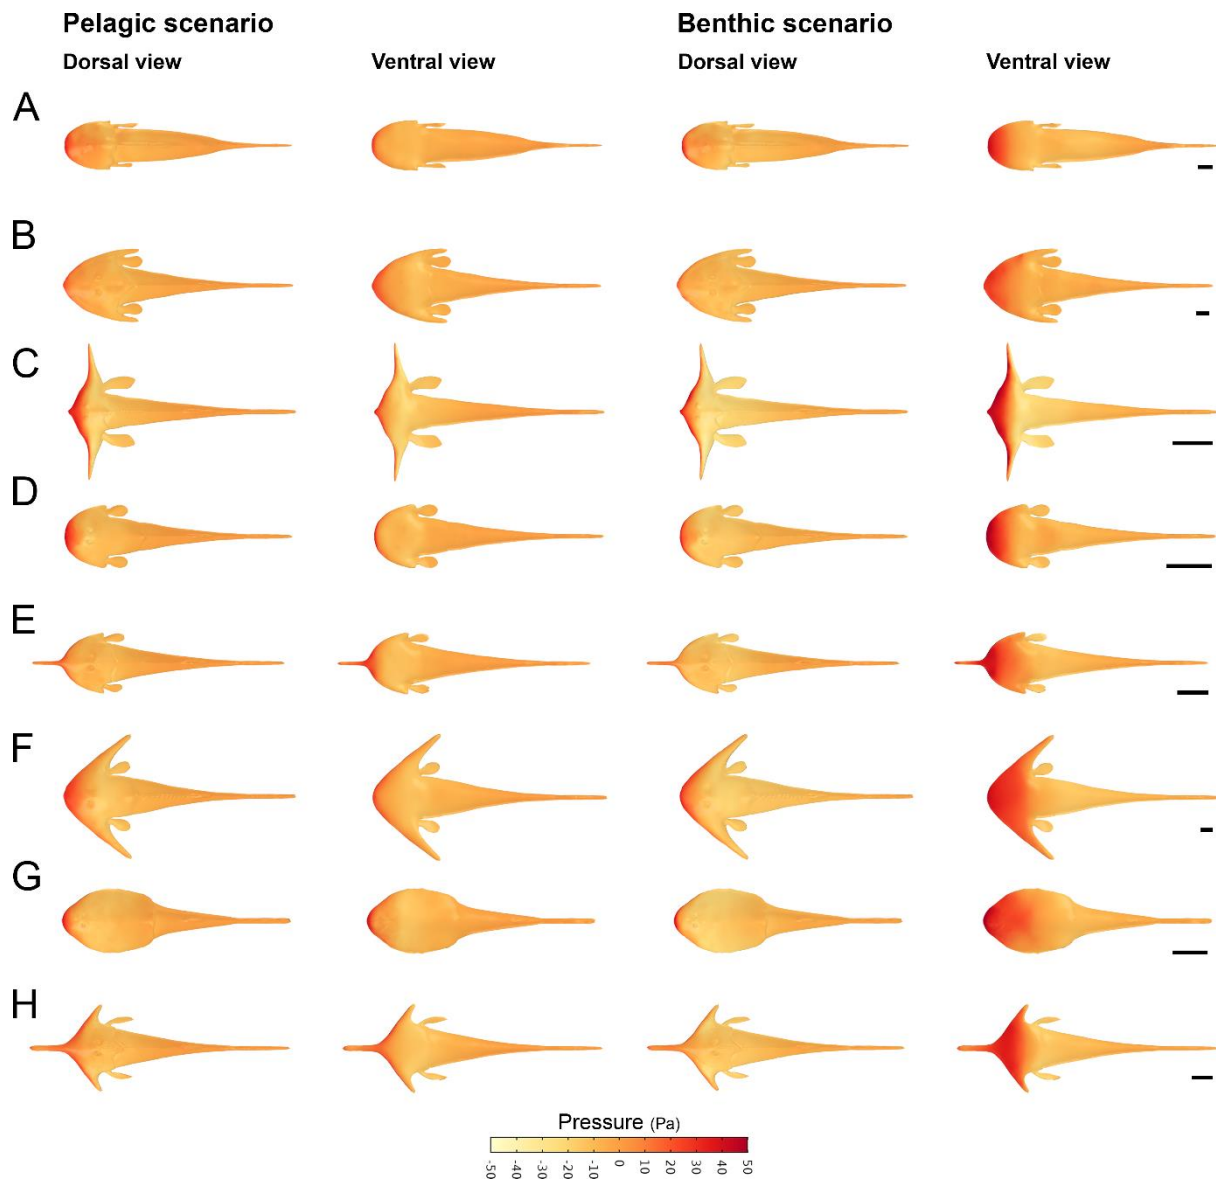 Pelagic scenario Benthic scenario
Dorsal view Ventral view Dorsal view Ventral view
A
B
C
D
E
F
G
H
Pressure (Pa)
-50 -40 -30 -20 -10 0 10 20 30 40 50